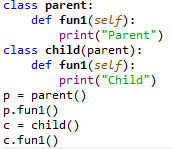 class parent:
    def fun1(self):
        print("Parent")
class child(parent):
    def fun1(self):
        print("Child")
p = parent()
p.fun1()
c = child()
c.fun1()